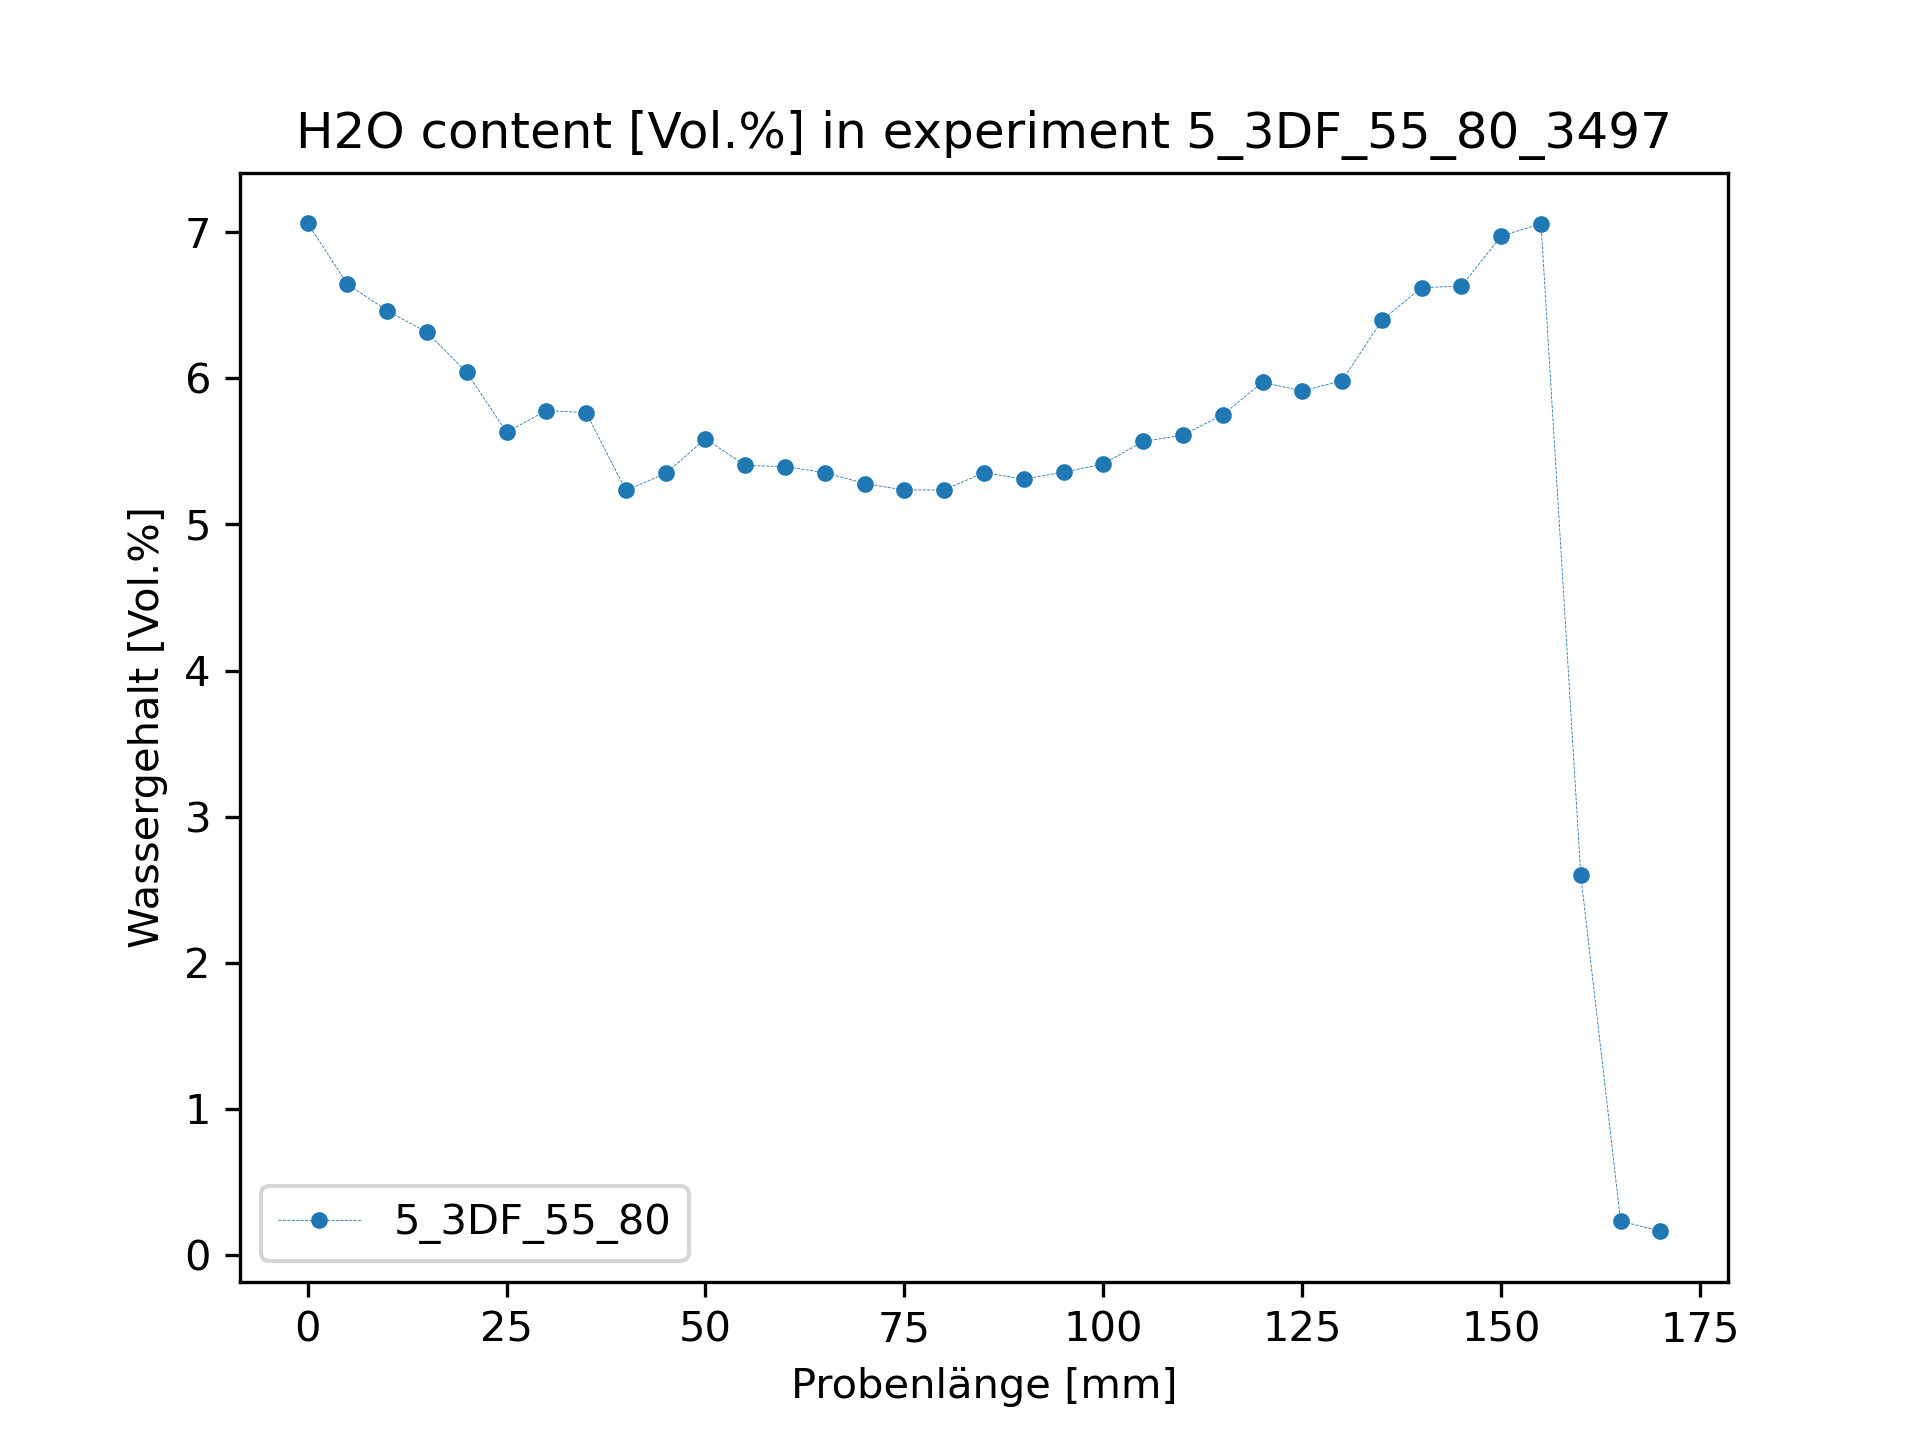 H2O content [Vol.%] in experiment 5_3DF_55_80_3497
Wassergehalt [Vol.%]
7
6
5
4
3
2
1
0
5_3DF_55_80
0 25 50 75 100 125 150 175
Probenlänge [mm]